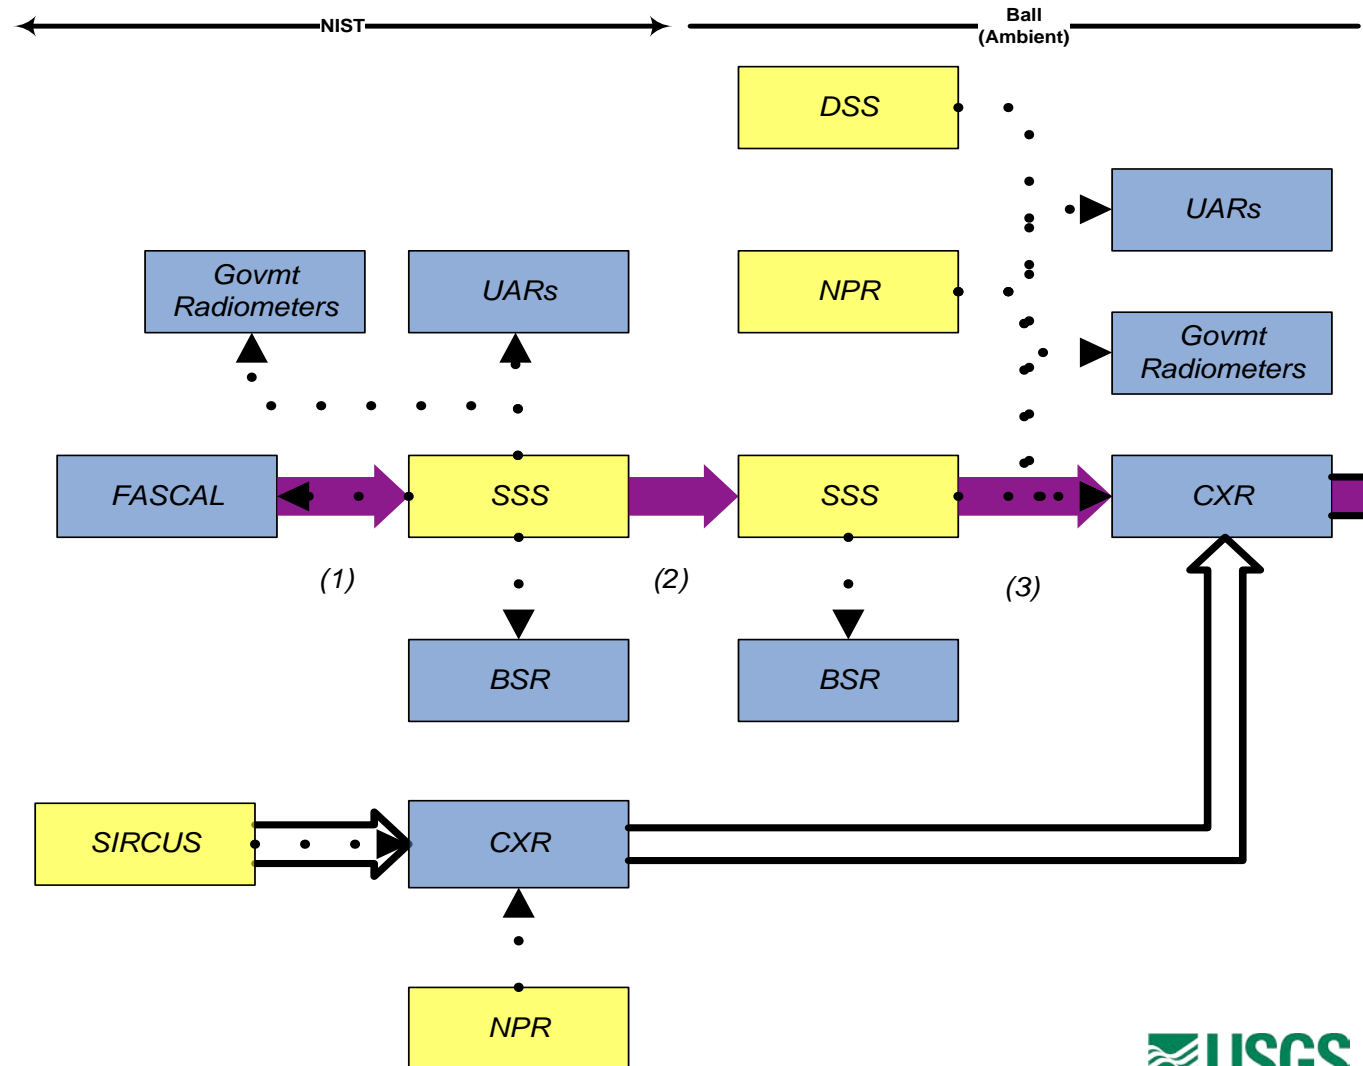 NIST
Ball
(Ambient)
DSS
UARs
Govmt
Radiometers
UARs
NPR
Govmt
Radiometers
FASCAL
SSS
SSS
CXR
(1)
(2)
(3)
BSR
BSR
SIRCUS
CXR
NPR
USGS